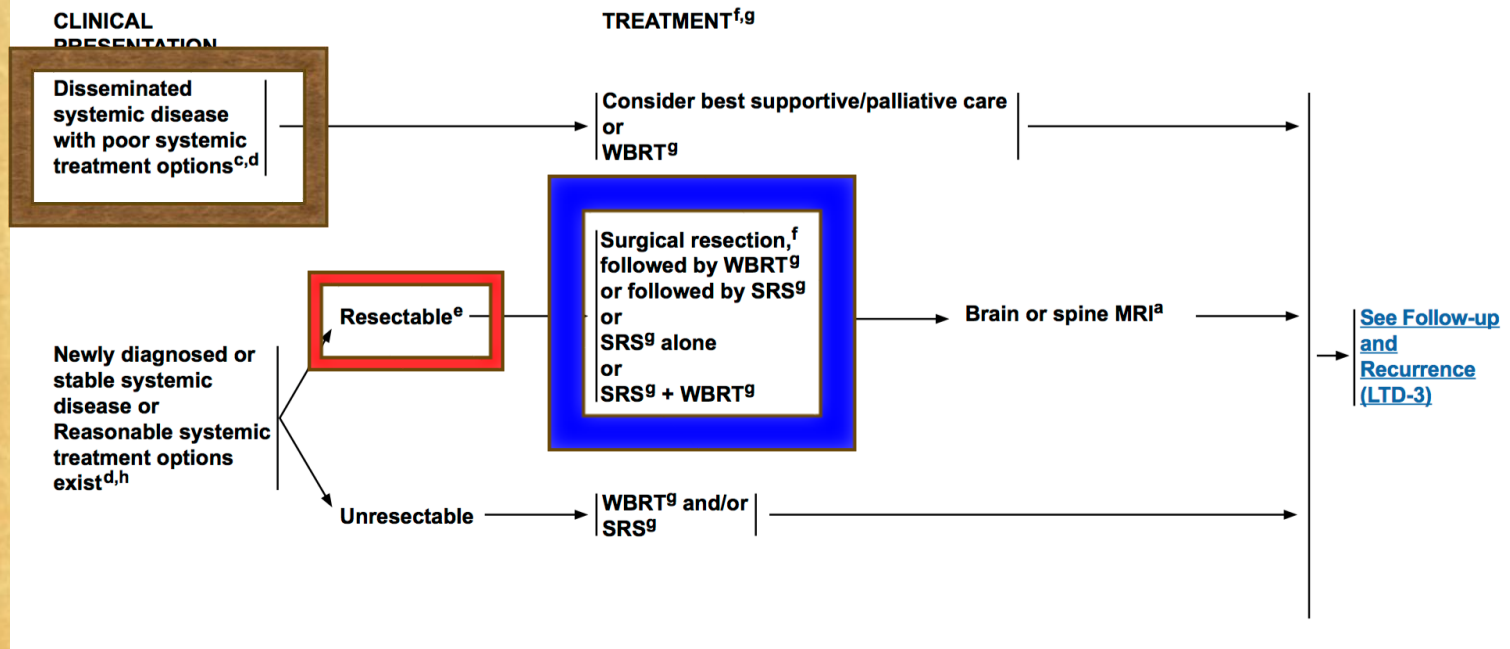 CLINICAL
PRESENTATION
TREATMENTf,g
Disseminated
systemic disease
with poor systemic
treatment optionsc,d
Consider best supportive/palliative care
or
WBRTg
Newly diagnosed or
stable systemic
disease or
Reasonable systemic
treatment options
existd,h
Resectablee
Surgical resection,f
followed by WBRTg
or followed by SRSg
or
SRSg alone
or
SRSg + WBRTg
Brain or spine MRIa
Unresectable
WBRTg and/or
SRSg
See Follow-up
and
Recurrence
(LTD-3)